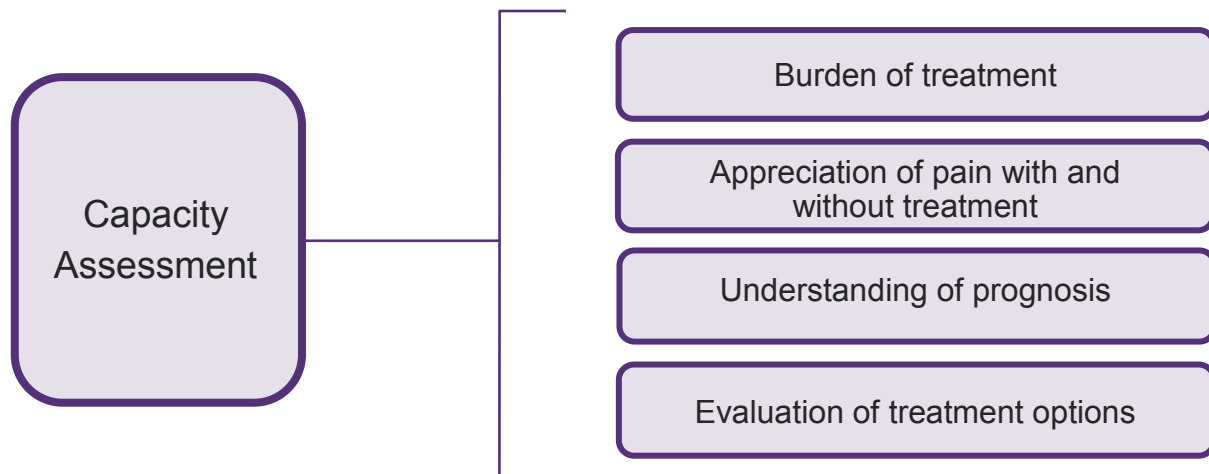 Capacity
Assessment
Burden of treatment
Appreciation of pain with and
without treatment
Understanding of prognosis
Evaluation of treatment options